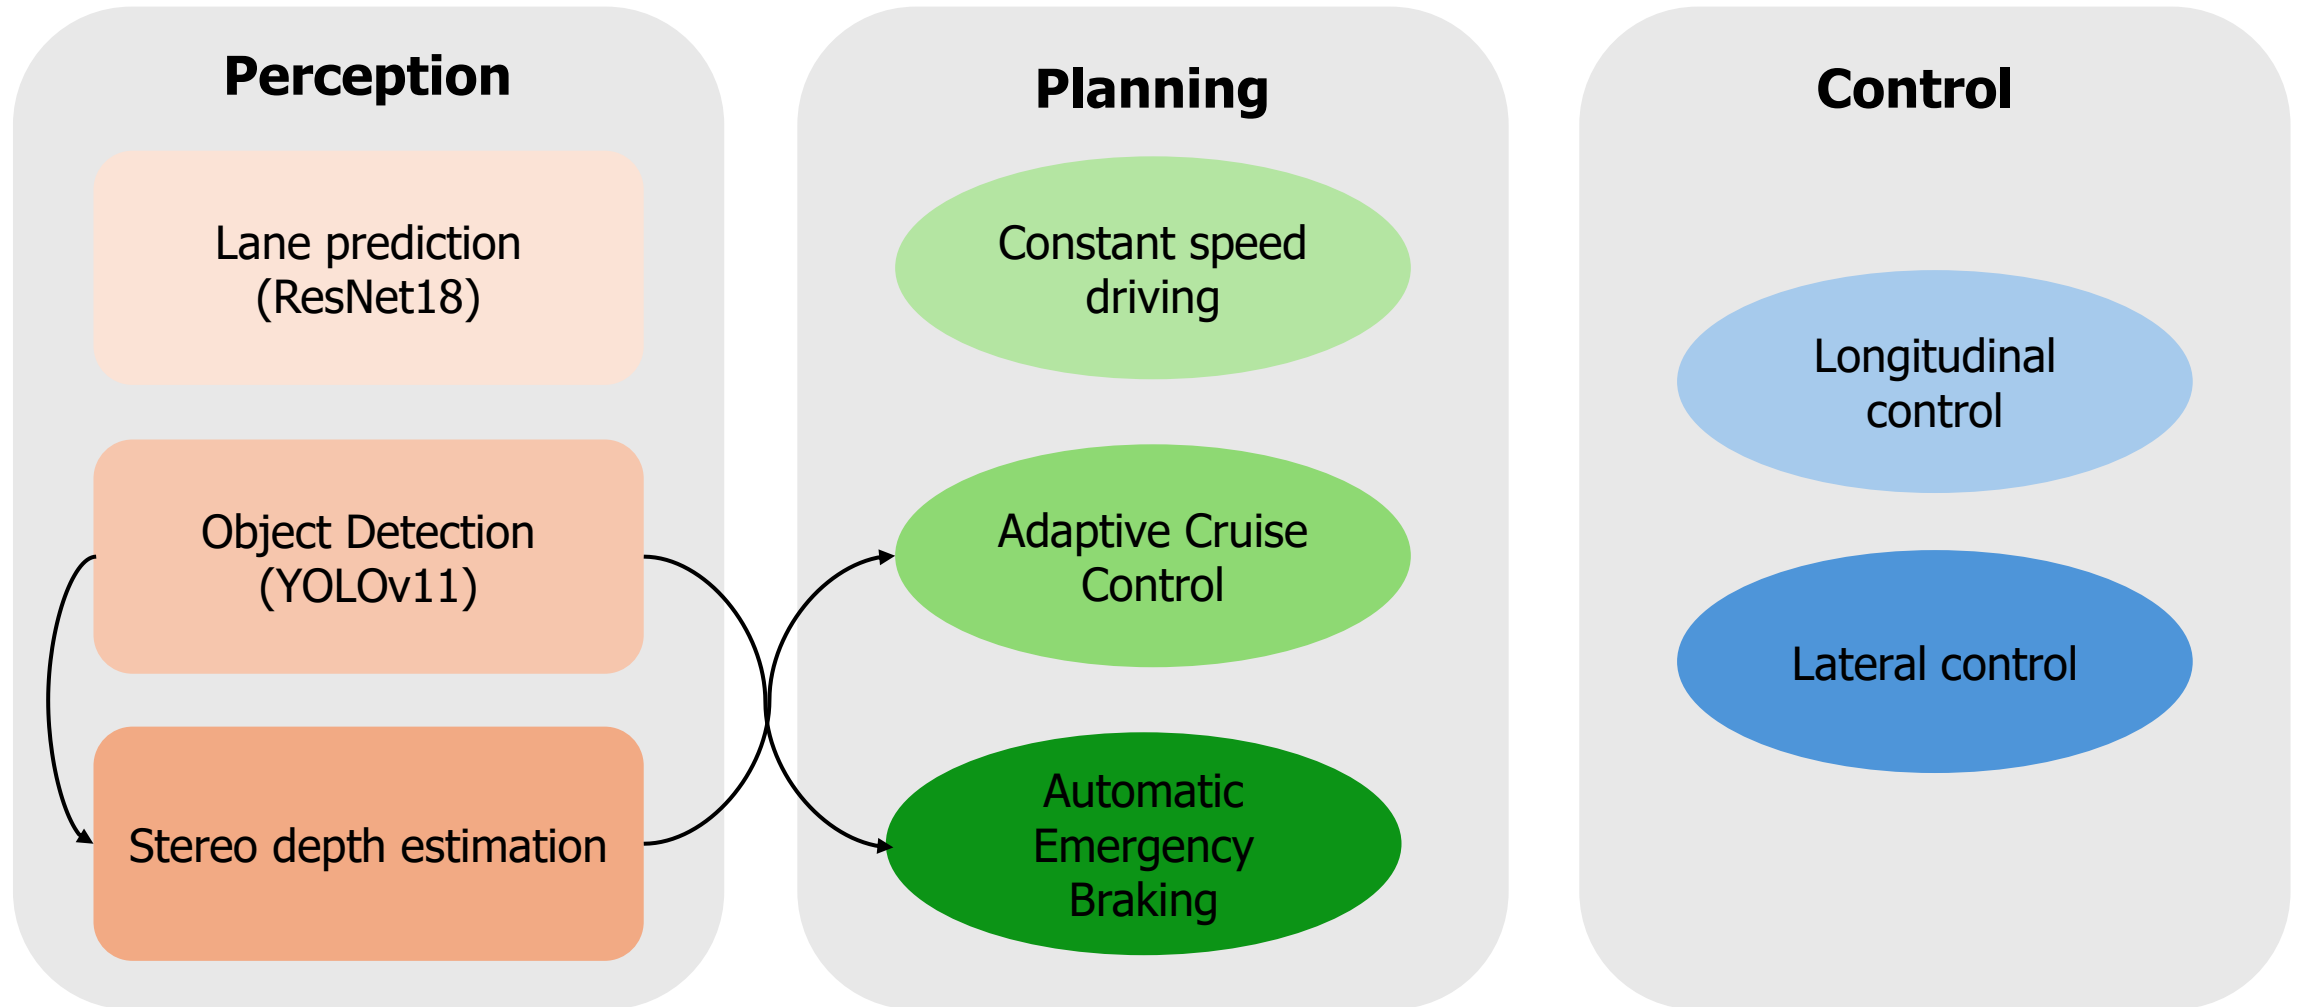 Perception
Lane prediction
(ResNet18)
Object Detection
(YOLOv11)
Stereo depth estimation
Planning
Constant speed
driving
Adaptive Cruise
Control
Automatic
Emergency
Braking
Control
Longitudinal
control
Lateral control